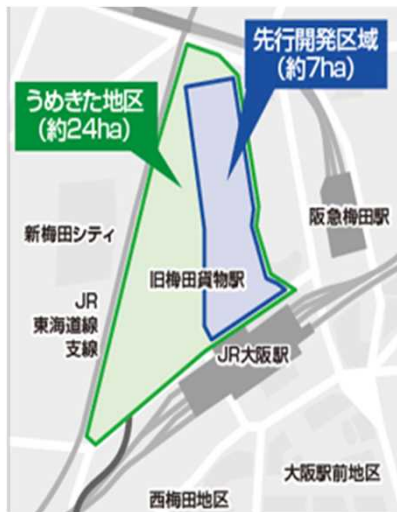 先行開発区域
(約7ha)
うめきた地区
(約24ha)
阪急梅田駅
新梅田シティ
旧梅田貨物駅
JR
東海道線
支線
JR大阪駅
大阪駅前地区
西梅田地区